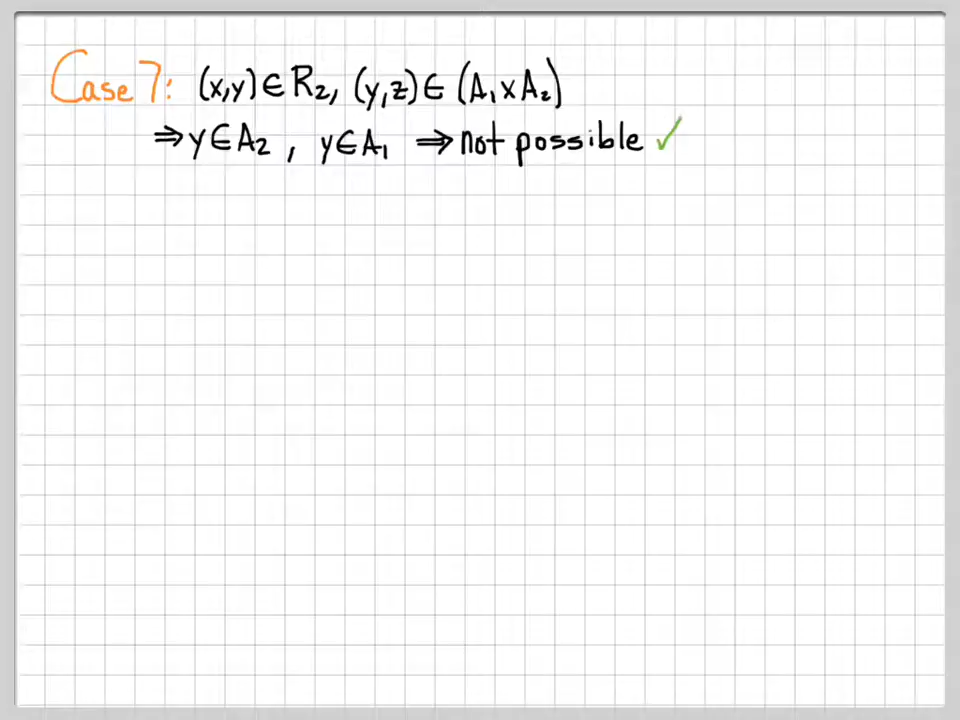 Case 7: (x,y)∈R₂, (y,z)∈(A₁×A₂)
⇒y∈A₂, y∈A₁ ⇒not possible ✓